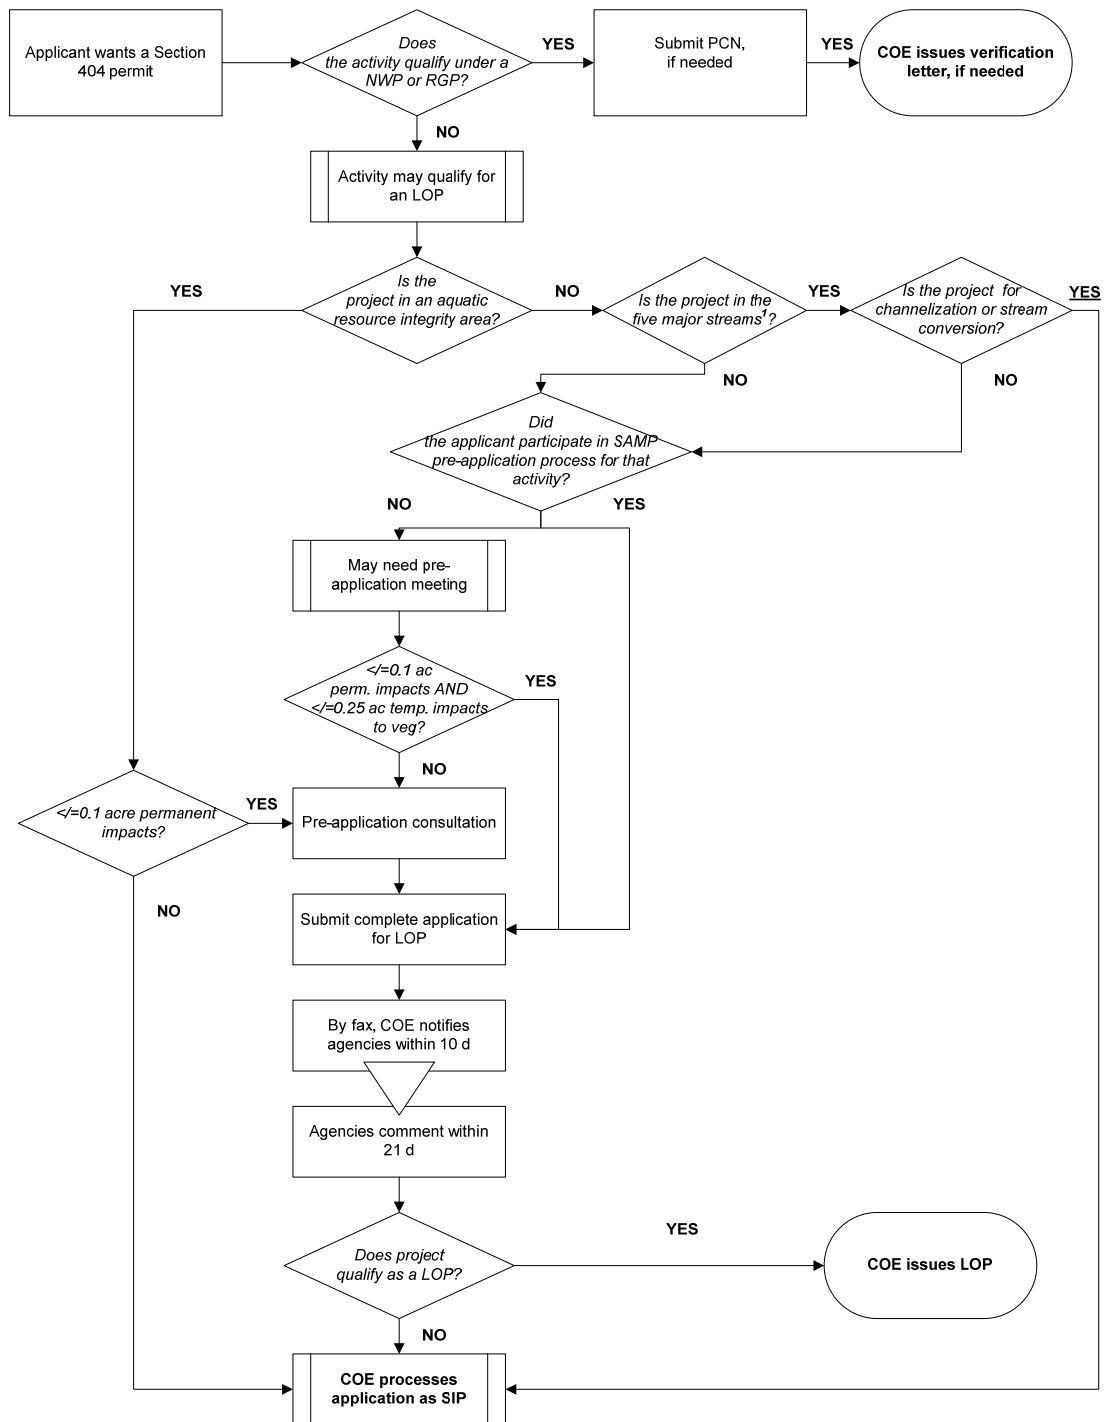 Applicant wants a Section
404 permit
Does
the activity qualify under a
NWP or RGP?
YES
Submit PCN,
if needed
YES
COE issues verification
letter, if needed
NO
Activity may qualify for
an LOP
YES
Is the
project in an aquatic
resource integrity area?
NO
Is the project in the
five major streams1?
YES
Is the project for
channelization or stream
conversion?
YES
NO
NO
Did
the applicant participate in SAMP
pre-application process for that
activity?
NO
YES
May need pre-
application meeting
</=0.1 ac
perm. impacts AND
</=0.25 ac temp. impacts
to veg?
YES
NO
</=0.1 acre permanent
impacts?
YES
Pre-application consultation
NO
Submit complete application
for LOP
By fax, COE notifies
agencies within 10 d
Agencies comment within
21 d
Does project
qualify as a LOP?
YES
COE issues LOP
NO
COE processes
application as SIP